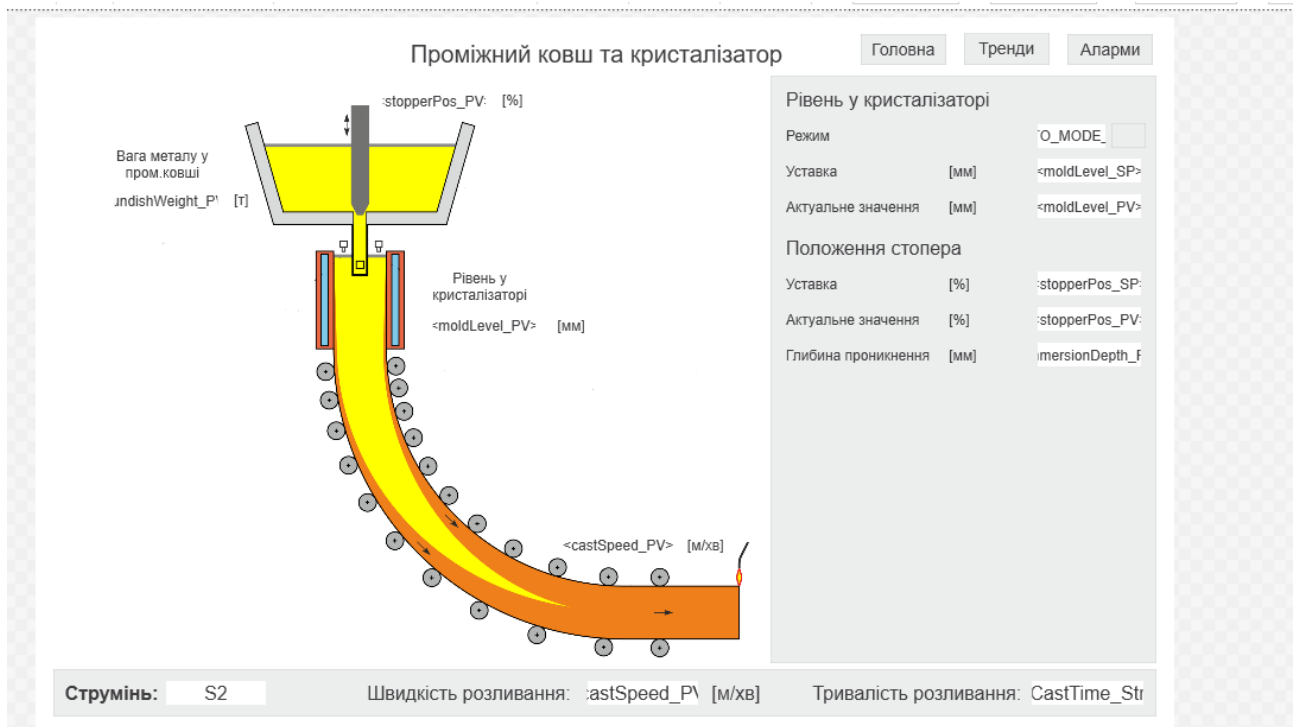 Проміжний ковш та кристалізатор
Головна
Тренди
Аларми
:stopperPos_PV: [%]
Вага металу у
пром.ковші
undishWeight_P [т]
Рівень у
кристалізаторі
<moldLevel_PV> [мм]
<castSpeed_PV> [м/хв]
Рівень у кристалізаторі
Режим O_MODE_
Уставка [мм] <moldLevel_SP>
Актуальне значення [мм] <moldLevel_PV>
Положення стопера
Уставка [%] :stopperPos_SP:
Актуальне значення [%] :stopperPos_PV:
Глибина проникнення [мм] mersionDepth_F
Струмінь: S2 Швидкість розливання: :astSpeed_P\ [м/хв] Тривалість розливання: CastTime_Str